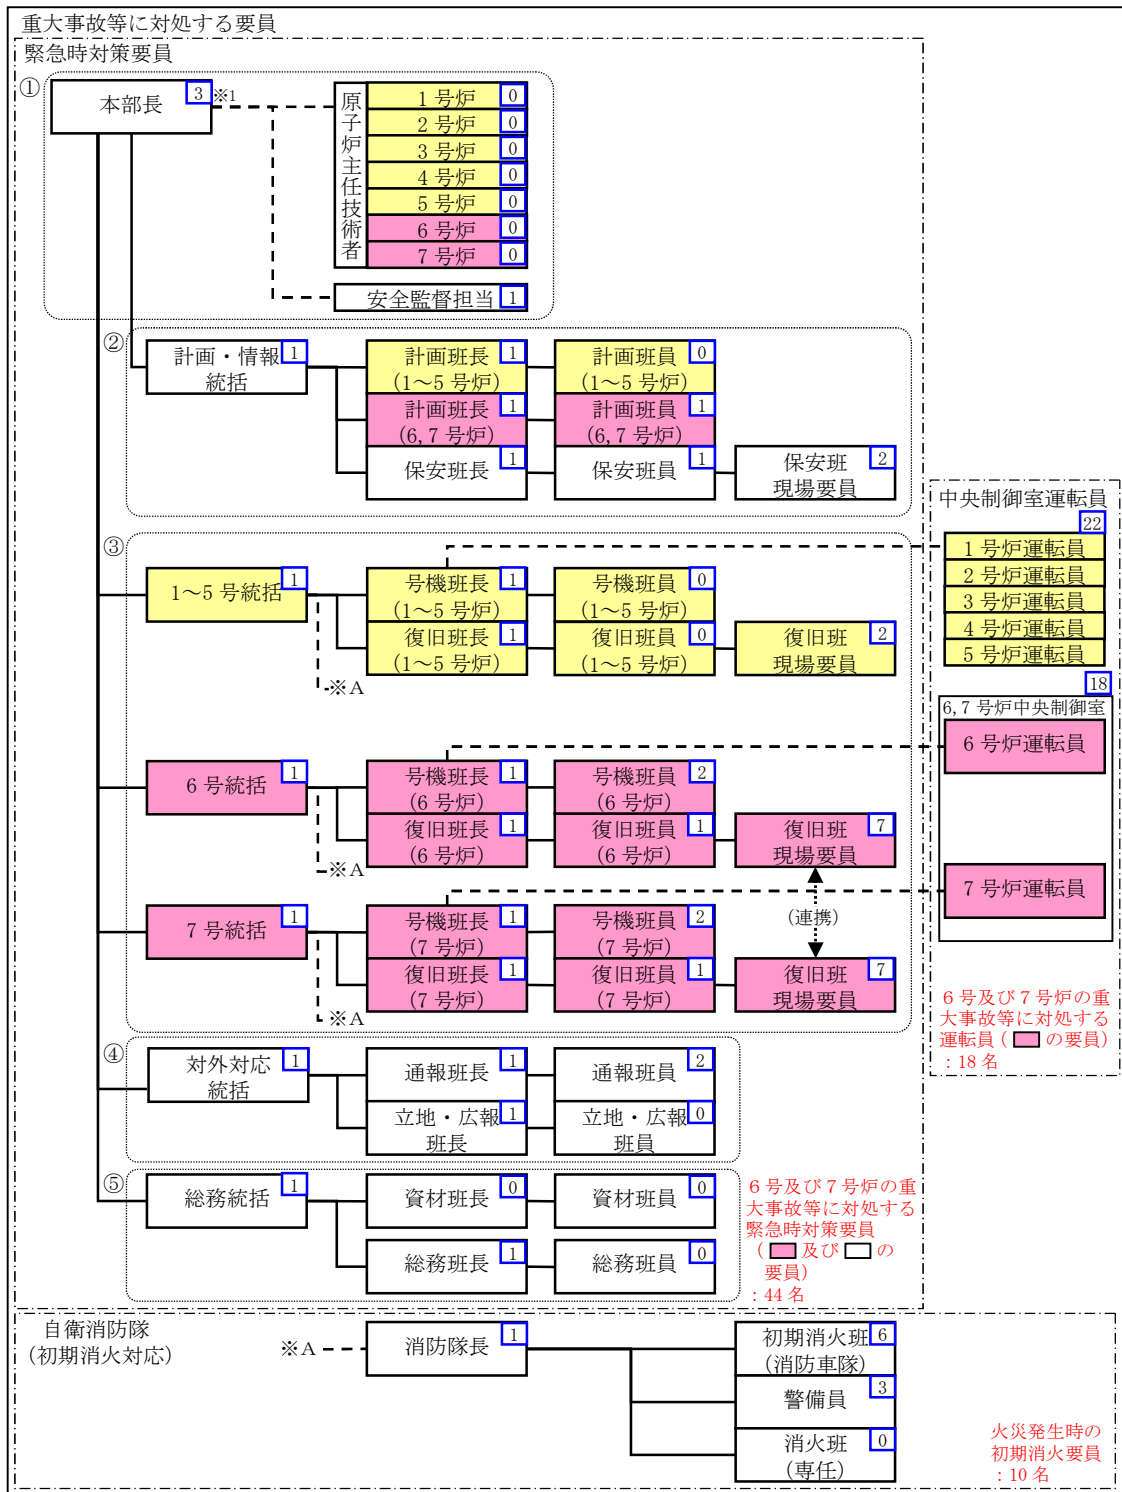 重大事故等に対処する要員
緊急時対策要員
①
本部長
3
※1
原子炉主任技術者
1 号炉
0
2 号炉
0
3 号炉
0
4 号炉
0
5 号炉
0
6 号炉
0
7 号炉
0
安全監督担当
1
②
計画・情報
統括
1
計画班長
(1～5 号炉)
1
計画班員
(1～5 号炉)
0
計画班長
(6,7 号炉)
1
計画班員
(6,7 号炉)
1
保安班長
1
保安班員
1
保安班
現場要員
2
③
1～5 号統括
1
号機班長
(1～5 号炉)
1
号機班員
(1～5 号炉)
0
復旧班長
(1～5 号炉)
1
復旧班員
(1～5 号炉)
0
復旧班
現場要員
2
※A
6 号統括
1
号機班長
(6 号炉)
1
号機班員
(6 号炉)
2
復旧班長
(6 号炉)
1
復旧班員
(6 号炉)
1
復旧班
現場要員
7
※A
(連携)
7 号統括
1
号機班長
(7 号炉)
1
号機班員
(7 号炉)
2
復旧班長
(7 号炉)
1
復旧班員
(7 号炉)
1
復旧班
現場要員
7
※A
中央制御室運転員
22
1 号炉運転員
2 号炉運転員
3 号炉運転員
4 号炉運転員
5 号炉運転員
18
6,7 号炉中央制御室
6 号炉運転員
7 号炉運転員
6 号及び 7 号炉の重
大事故等に対処する
運転員( の要員)
：18 名
④
対外対応
統括
1
通報班長
1
通報班員
2
立地・広報
班長
1
立地・広報
班員
0
⑤
総務統括
1
資材班長
0
資材班員
0
総務班長
1
総務班員
0
6 号及び 7 号炉の重
大事故等に対処する
緊急時対策要員
( 及び の
要員)
：44 名
自衛消防隊
(初期消火対応)
※A
消防隊長
1
初期消火班
(消防車隊)
6
警備員
3
消火班
(専任)
0
火災発生時の
初期消火要員
：10 名